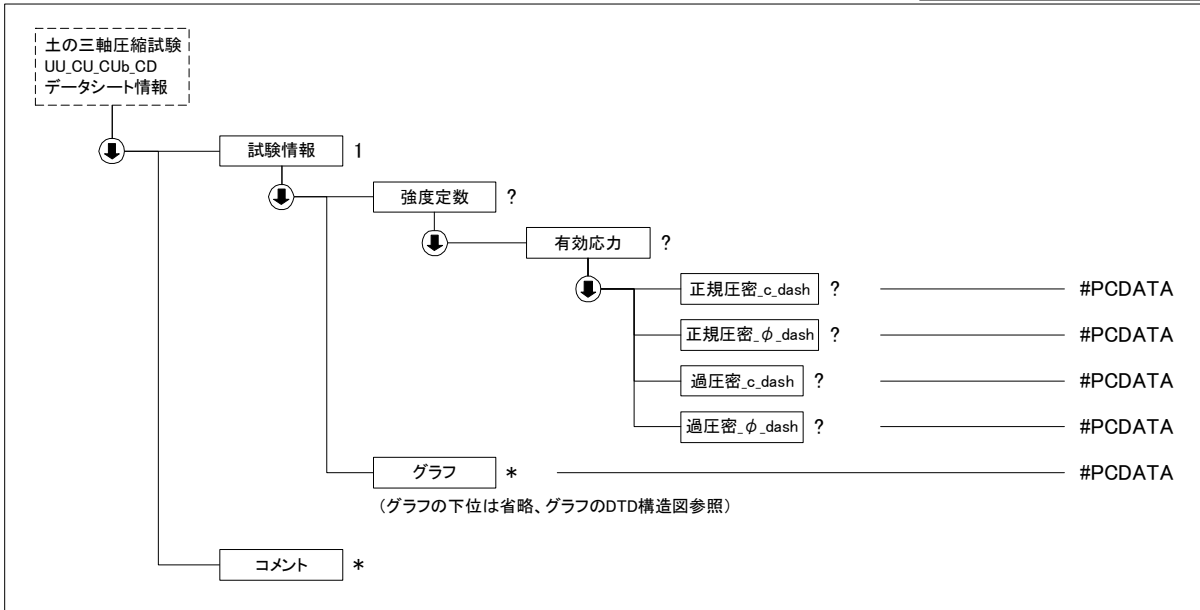 土の三軸圧縮試験
UU_CU_CUb_CD
データシート情報
試験情報 1
強度定数 ?
有効応力 ?
正規圧密_c_dash ? #PCDATA
正規圧密_φ_dash ? #PCDATA
過圧密_c_dash ? #PCDATA
過圧密_φ_dash ? #PCDATA
グラフ * #PCDATA
(グラフの下位は省略、グラフのDTD構造図参照)
コメント *